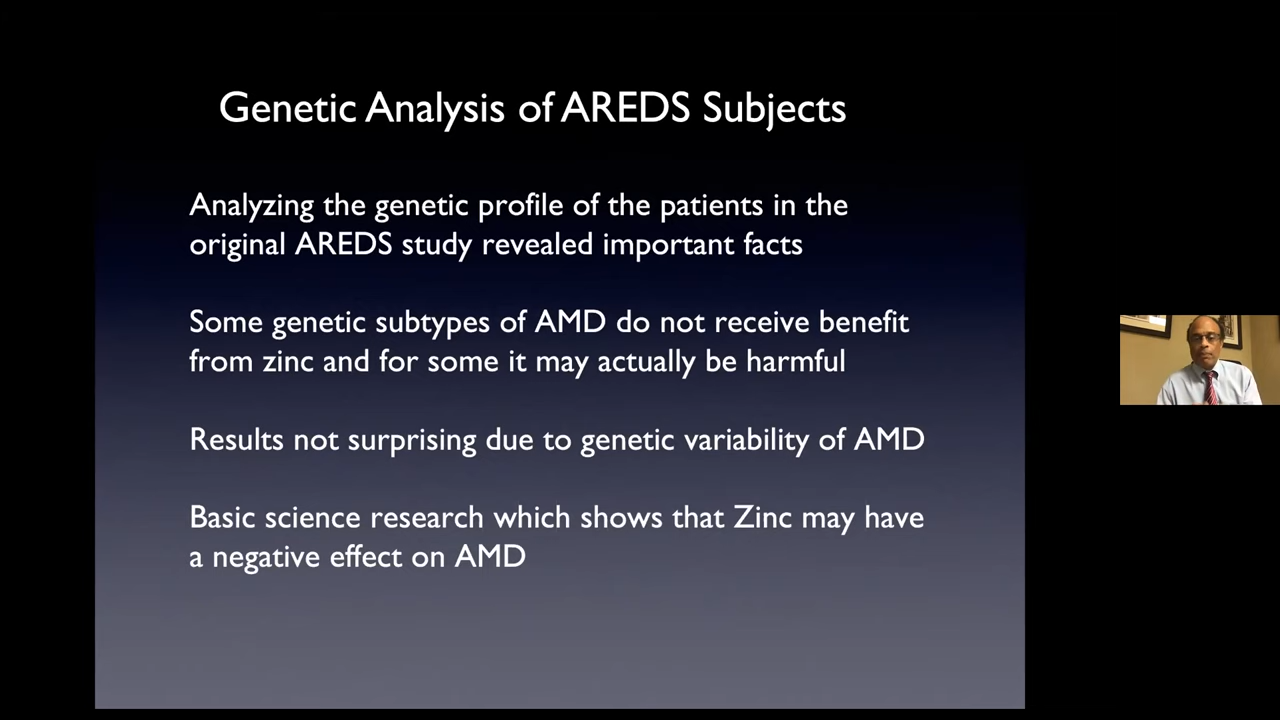 Genetic Analysis of AREDS Subjects
Analyzing the genetic profile of the patients in the
original AREDS study revealed important facts
Some genetic subtypes of AMD do not receive benefit
from zinc and for some it may actually be harmful
Results not surprising due to genetic variability of AMD
Basic science research which shows that Zinc may have
a negative effect on AMD